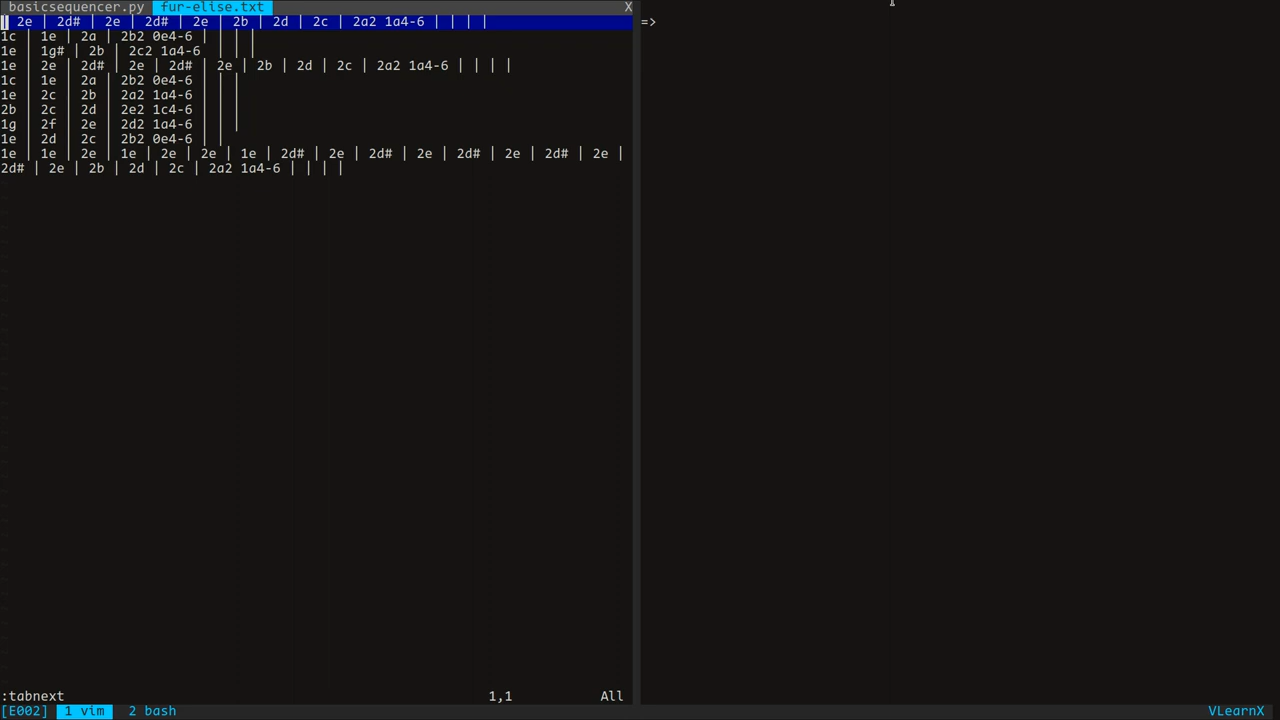 basicsequencer.py fur-elise.txt X
2e | 2d# | 2e | 2d# | 2e | 2b | 2d | 2c | 2a2 1a4-6 | | | |
=>
1c | 1e | 2a | 2b2 0e4-6 | | | |
1e | 1g# | 2b | 2c2 1a4-6 | | |
1e | 2e | 2d# | 2e | 2d# | 2e | 2b | 2d | 2c | 2a2 1a4-6 | | | |
1c | 1e | 2a | 2b2 0e4-6 | | |
1e | 2c | 2b | 2a2 1a4-6 | | |
2b | 2c | 2d | 2e2 1c4-6 | | |
1g | 2f | 2e | 2d2 1a4-6 | | |
1e | 2d | 2c | 2b2 0e4-6 | |
1e | 1e | 2e | 1e | 2e | 2e | 1e | 2d# | 2e | 2d# | 2e | 2d# | 2e | 2d# | 2e |
2d# | 2e | 2b | 2d | 2c | 2a2 1a4-6 | | | |
:tabnext 1,1 All
[E002] 1 vim 2 bash VLearnX